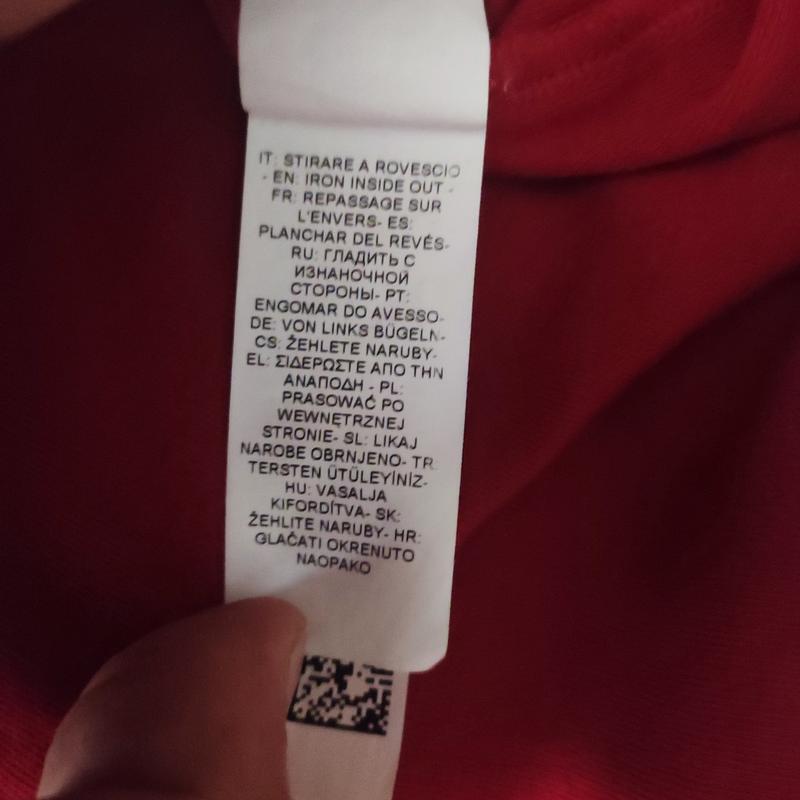 IT: STIRARE A ROVESCIO
- EN: IRON INSIDE OUT -
FR: REPASSAGE SUR
L'ENVERS- ES:
PLANCHAR DEL REVÉS-
RU: ГЛАДИТЬ С
ИЗНАНОЧНОЙ
СТОРОНЫ- PT:
ENGOMAR DO AVESSO-
DE: VON LINKS BÜGELN-
CS: ŽEHLETE NARUBY-
EL: ΣΙΔΕΡΩΣΤΕ ΑΠΟ ΤΗΝ
ΑΝΑΠΟΔΗ - PL:
PRASOWAĆ PO
WEWNĘTRZNEJ
STRONIE- SL: LIKAJ
NAROBE OBRNJENO- TR:
TERSTEN ÜTÜLEYİNİZ-
HU: VASALJA
KIFORDÍTVA- SK:
ŽEHLITE NARUBY- HR:
GLAČATI OKRENUTO
NAOPAKO